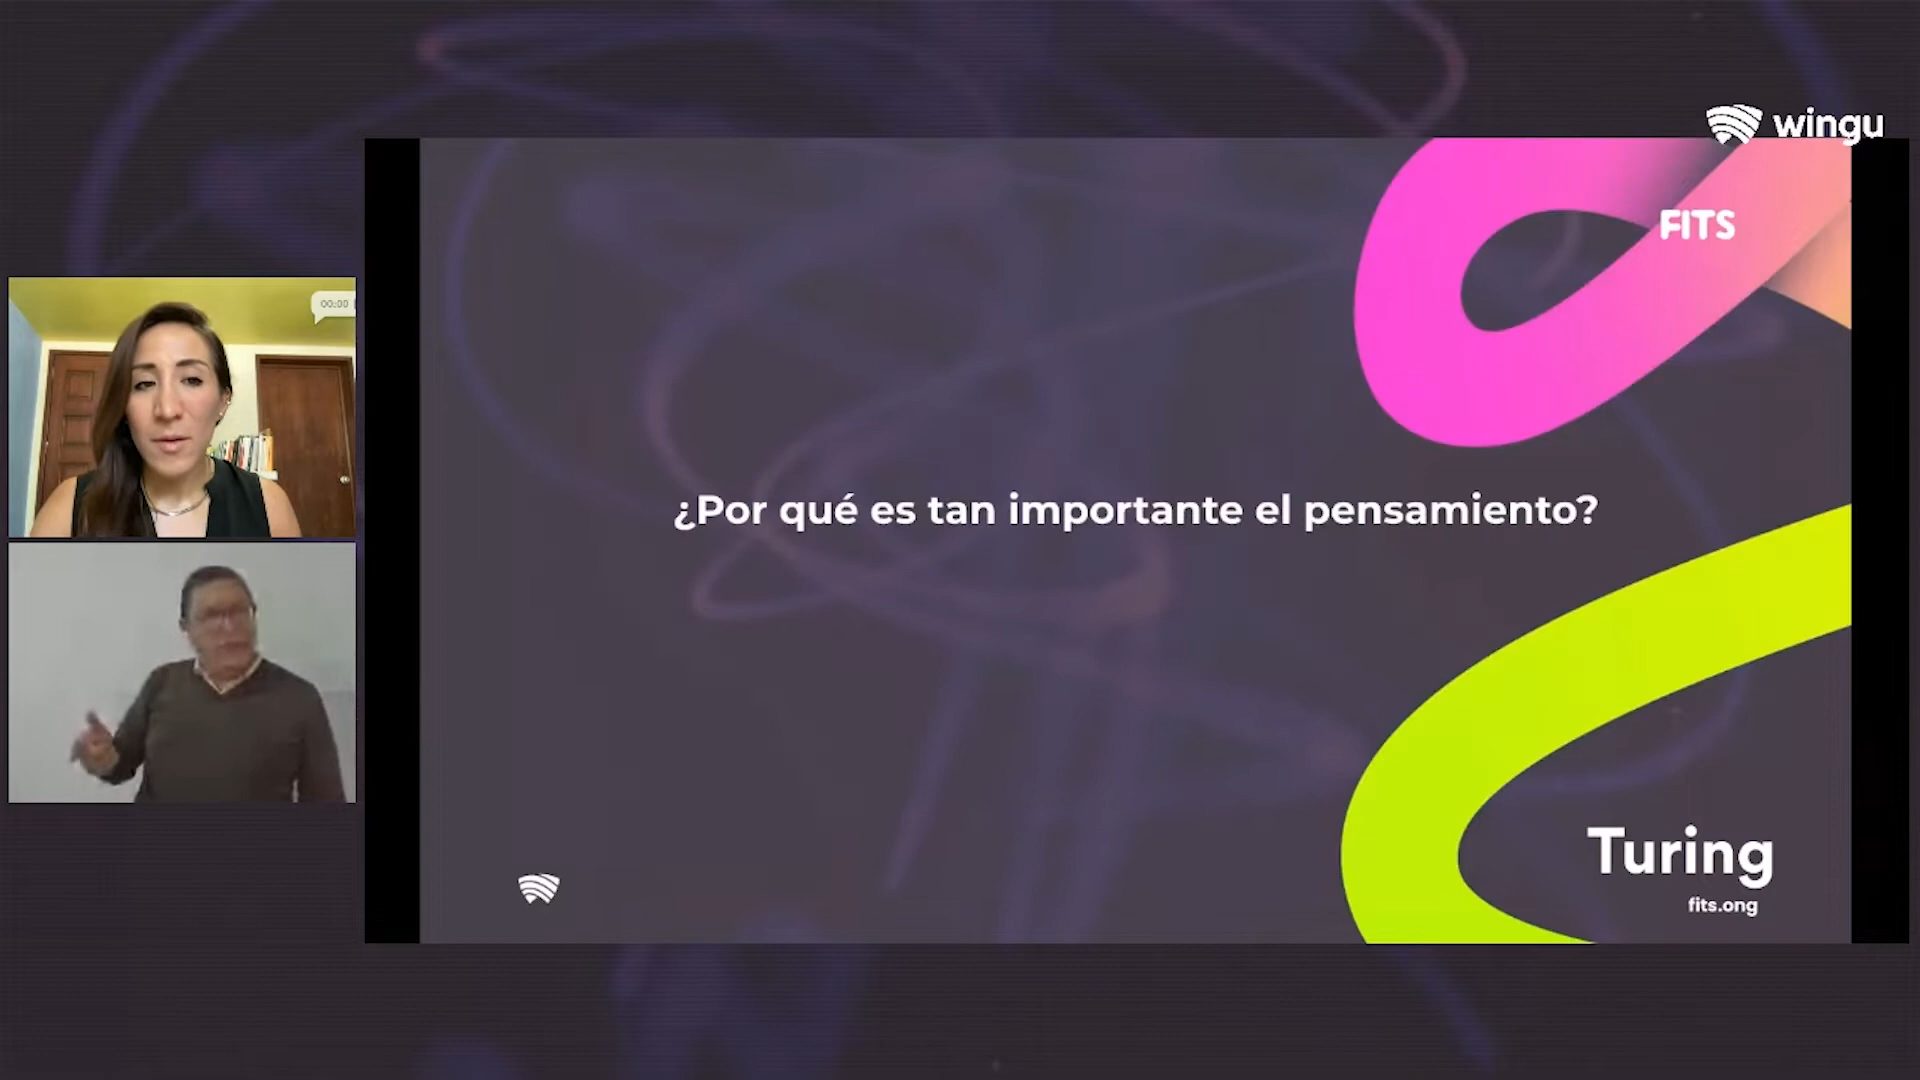 wingu
FITS
00:00
¿Por qué es tan importante el pensamiento?
Turing
fits.ong